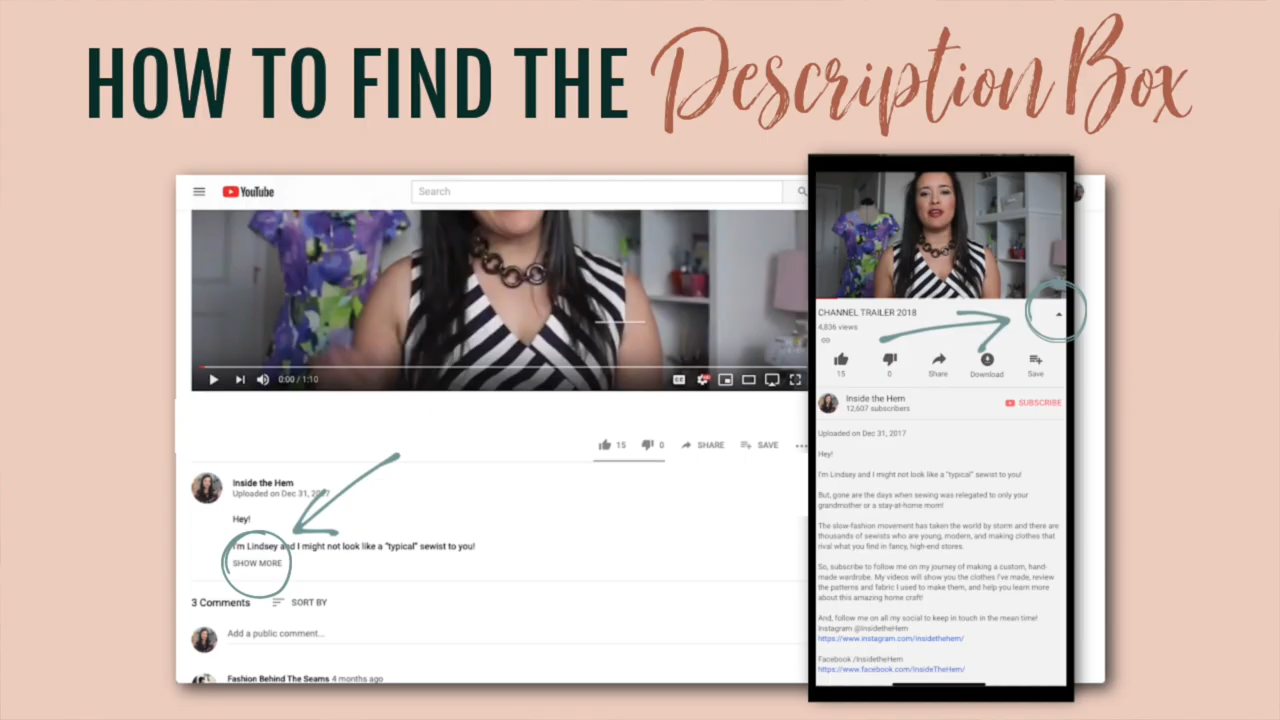 HOW TO FIND THE Description Box
YouTube
Search
0:00 / 1:10
CC
15
0
SHARE
SAVE
Inside the Hem
Uploaded on Dec 31, 2017
Hey!
I'm Lindsey and I might not look like a "typical" sewist to you!
SHOW MORE
3 Comments
SORT BY
Add a public comment...
Fashion Behind The Seams 4 months ago
CHANNEL TRAILER 2018
4,836 views
15
0
Share
Download
Save
Inside the Hem
12,607 subscribers
SUBSCRIBE
Uploaded on Dec 31, 2017
Hey!
I'm Lindsey and I might not look like a "typical" sewist to you!
But, gone are the days when sewing was relegated to only your
grandmother or a stay-at-home mom!
The slow-fashion movement has taken the world by storm and there are
thousands of sewists who are young, modern, and making clothes that
rival what you find in fancy, high-end stores.
So, subscribe to follow me on my journey of making a custom, hand-
made wardrobe. My videos will show you the clothes I've made, review
the patterns and fabric I used to make them, and help you learn more
about this amazing home craft!
And, follow me on all my social to keep in touch in the mean time!
Instagram @InsidetheHem
https://www.instagram.com/insidethehem/
Facebook /InsidetheHem
https://www.facebook.com/InsideTheHem/